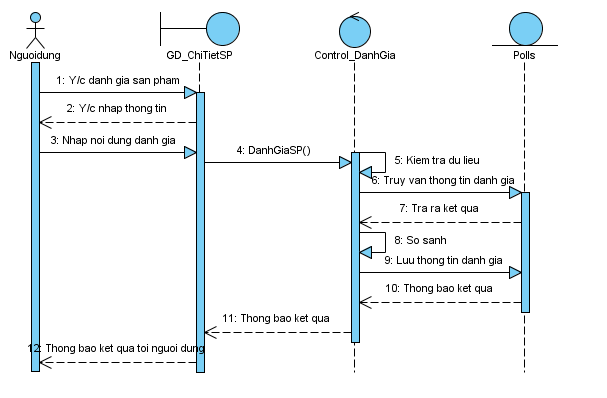 Nguoidung
GD_ChiTietSP
Control_DanhGia
Polls
1: Y/c danh gia san pham
2: Y/c nhap thong tin
3: Nhap noi dung danh gia
4: DanhGiaSP()
5: Kiem tra du lieu
6: Truy van thong tin danh gia
7: Tra ra ket qua
8: So sanh
9: Luu thong tin danh gia
10: Thong bao ket qua
11: Thong bao ket qua
12: Thong bao ket qua toi nguoi dung